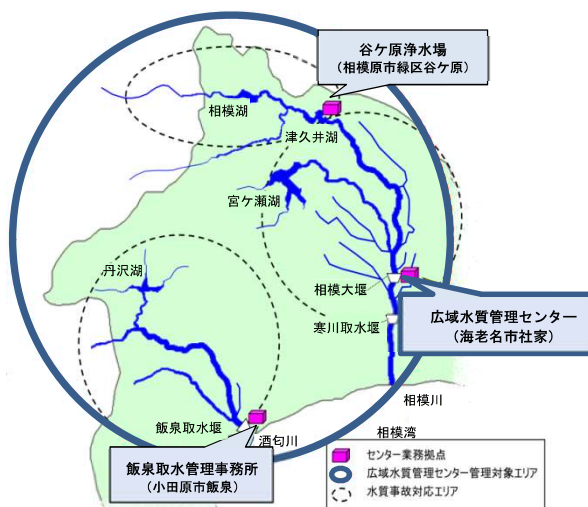 谷ケ原浄水場
（相模原市緑区谷ケ原）
相模湖
津久井湖
宮ケ瀬湖
丹沢湖
相模大堰
広域水質管理センター
（海老名市社家）
寒川取水堰
相模川
飯泉取水堰
酒匂川
相模湾
飯泉取水管理事務所
（小田原市飯泉）
センター業務拠点
広域水質管理センター管理対象エリア
水質事故対応エリア